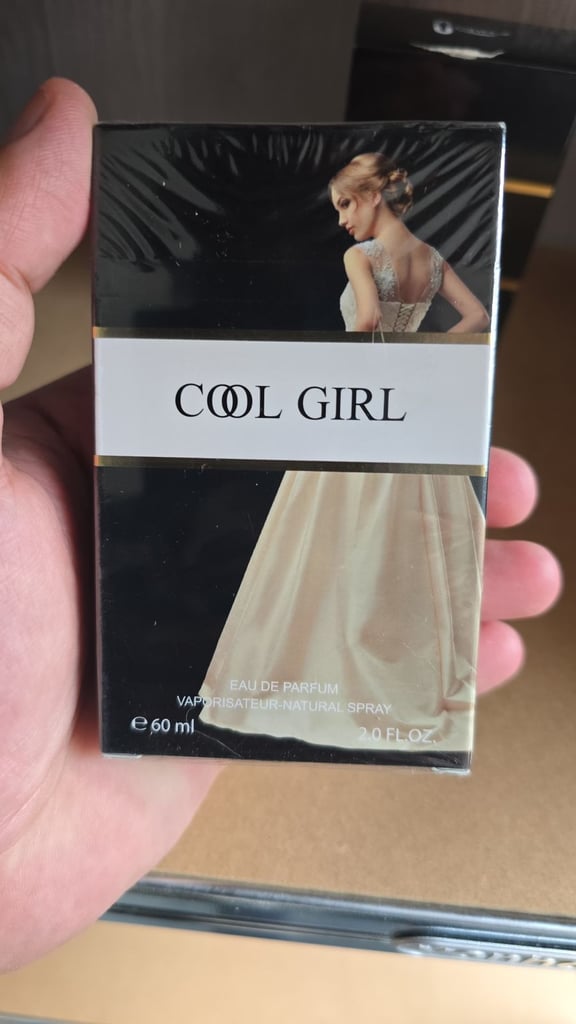 COOL GIRL
EAU DE PARFUM
VAPORISATEUR-NATURAL SPRAY
℮ 60 ml
2.0 FL.OZ.